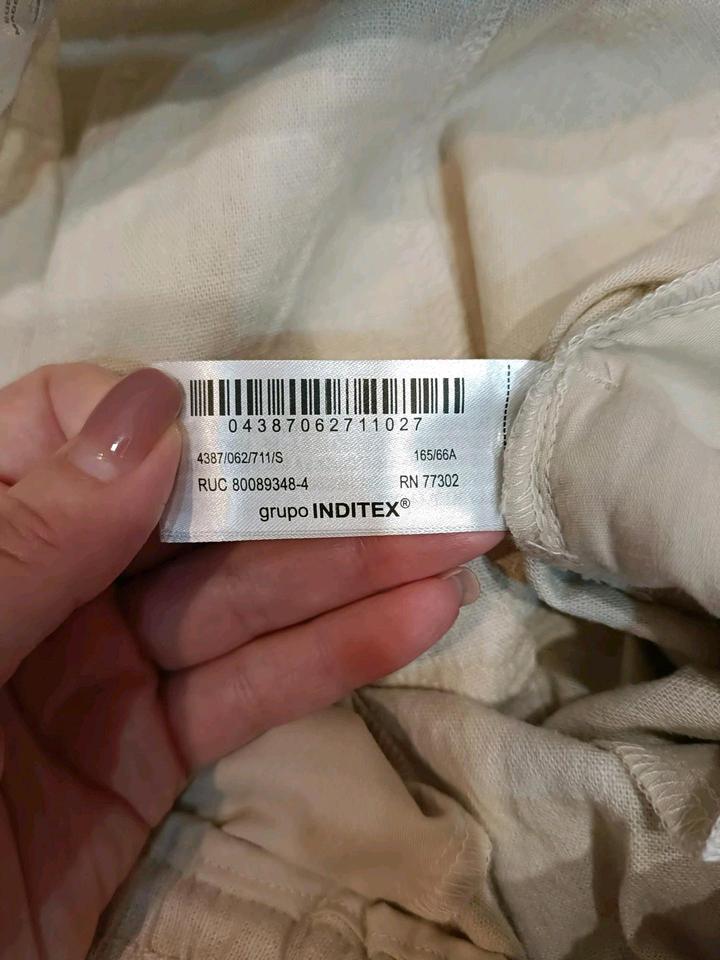 04387062711027
4387/062/711/S 165/66A
RUC 80089348-4 RN 77302
grupo INDITEX®